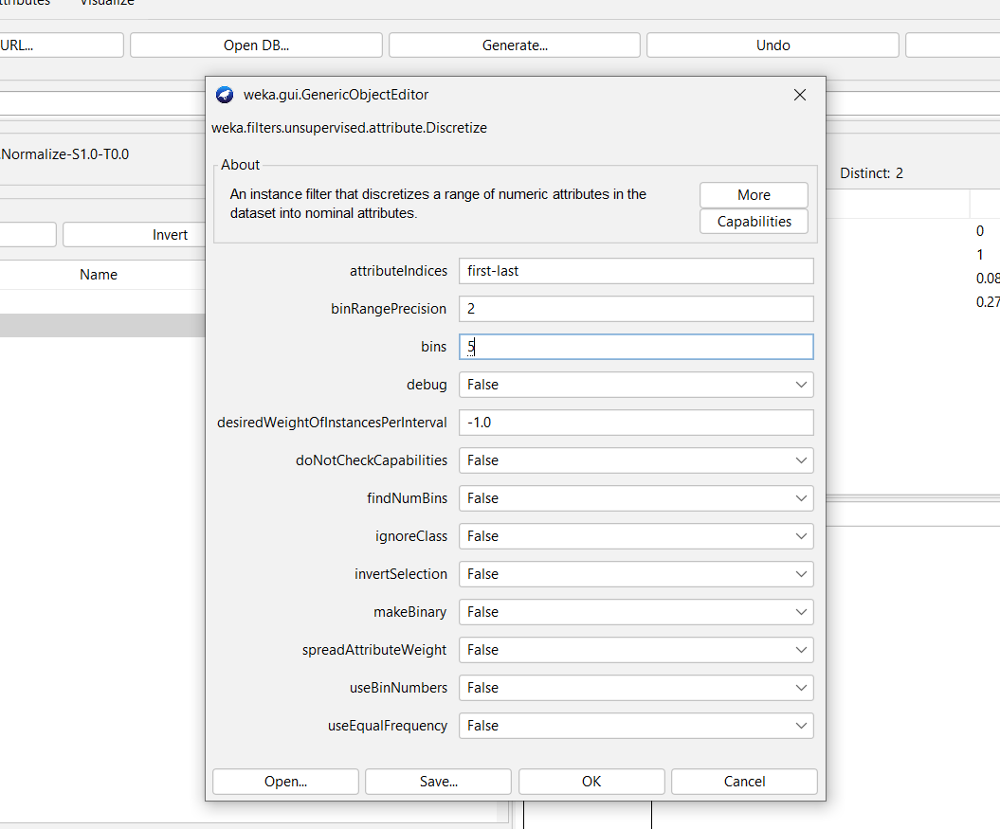 Visualize
URL...
Open DB...
Generate...
Undo
weka.gui.GenericObjectEditor
weka.filters.unsupervised.attribute.Discretize
Normalize-S1.0-T0.0
About
An instance filter that discretizes a range of numeric attributes in the
dataset into nominal attributes.
More
Capabilities
Distinct: 2
Invert
Name
0
1
0.08
0.27
attributeIndices first-last
binRangePrecision 2
bins 5
debug False
desiredWeightOfInstancesPerInterval -1.0
doNotCheckCapabilities False
findNumBins False
ignoreClass False
invertSelection False
makeBinary False
spreadAttributeWeight False
useBinNumbers False
useEqualFrequency False
Open...
Save...
OK
Cancel